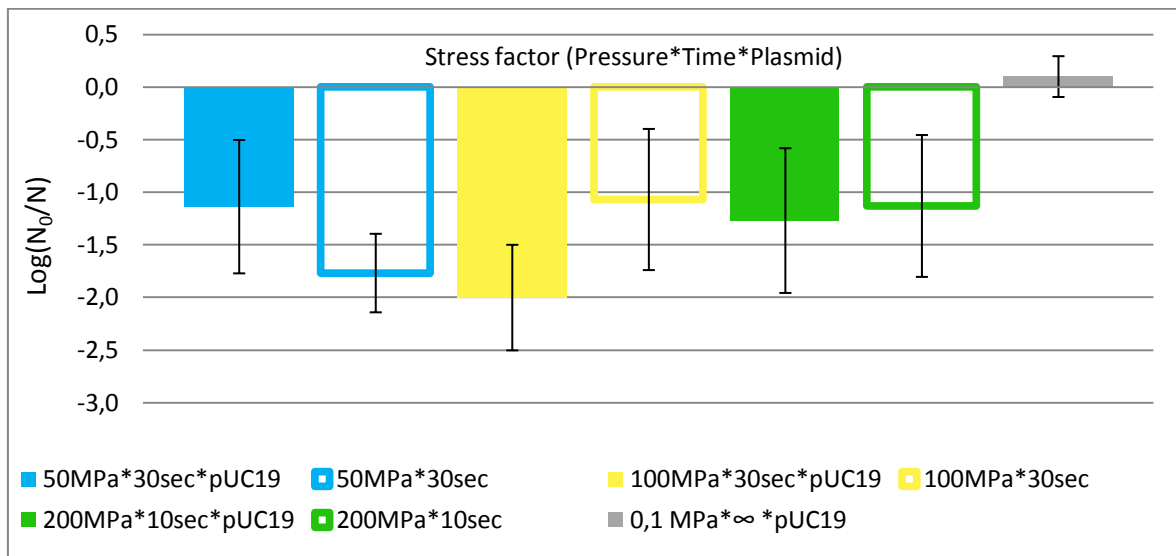 0,5
Stress factor (Pressure*Time*Plasmid)
0,0
-0,5
-1,0
-1,5
-2,0
-2,5
-3,0
Log(N₀/N)
50MPa*30sec*pUC19 50MPa*30sec 100MPa*30sec*pUC19 100MPa*30sec
200MPa*10sec*pUC19 200MPa*10sec 0,1 MPa*∞ *pUC19